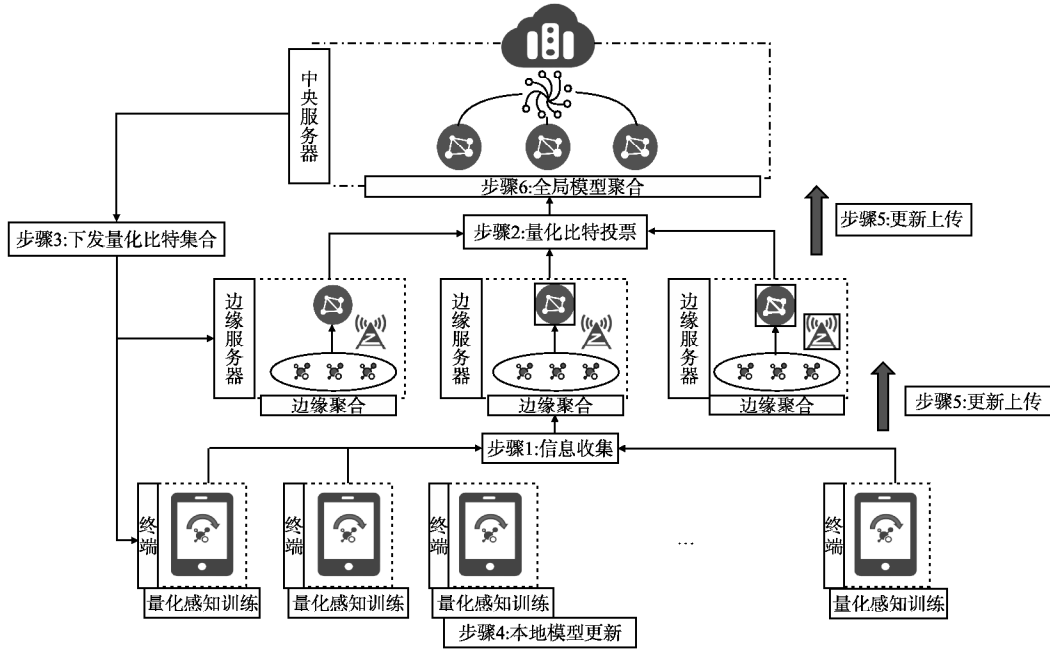 中央服务器
步骤6:全局模型聚合
步骤5:更新上传
步骤2:量化比特投票
步骤3:下发量化比特集合
边缘服务器
边缘服务器
边缘服务器
边缘聚合
边缘聚合
边缘聚合
步骤5:更新上传
步骤1:信息收集
终端
终端
终端
…
终端
量化感知训练
量化感知训练
量化感知训练
量化感知训练
步骤4:本地模型更新